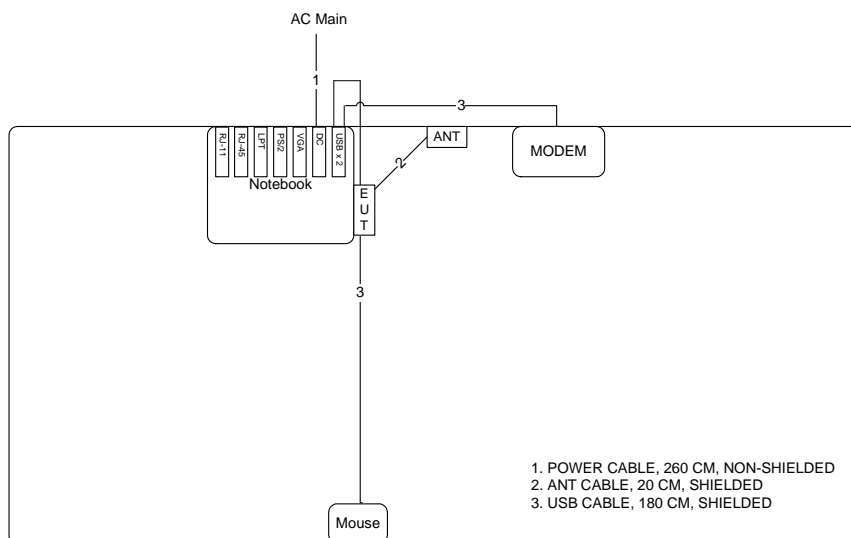 AC Main
1
3
RJ-11
RJ-45
LPT
PS/2
VGA
DC
USB x 2
ANT
MODEM
2
Notebook
E
U
T
3
1. POWER CABLE, 260 CM, NON-SHIELDED
2. ANT CABLE, 20 CM, SHIELDED
3. USB CABLE, 180 CM, SHIELDED
Mouse